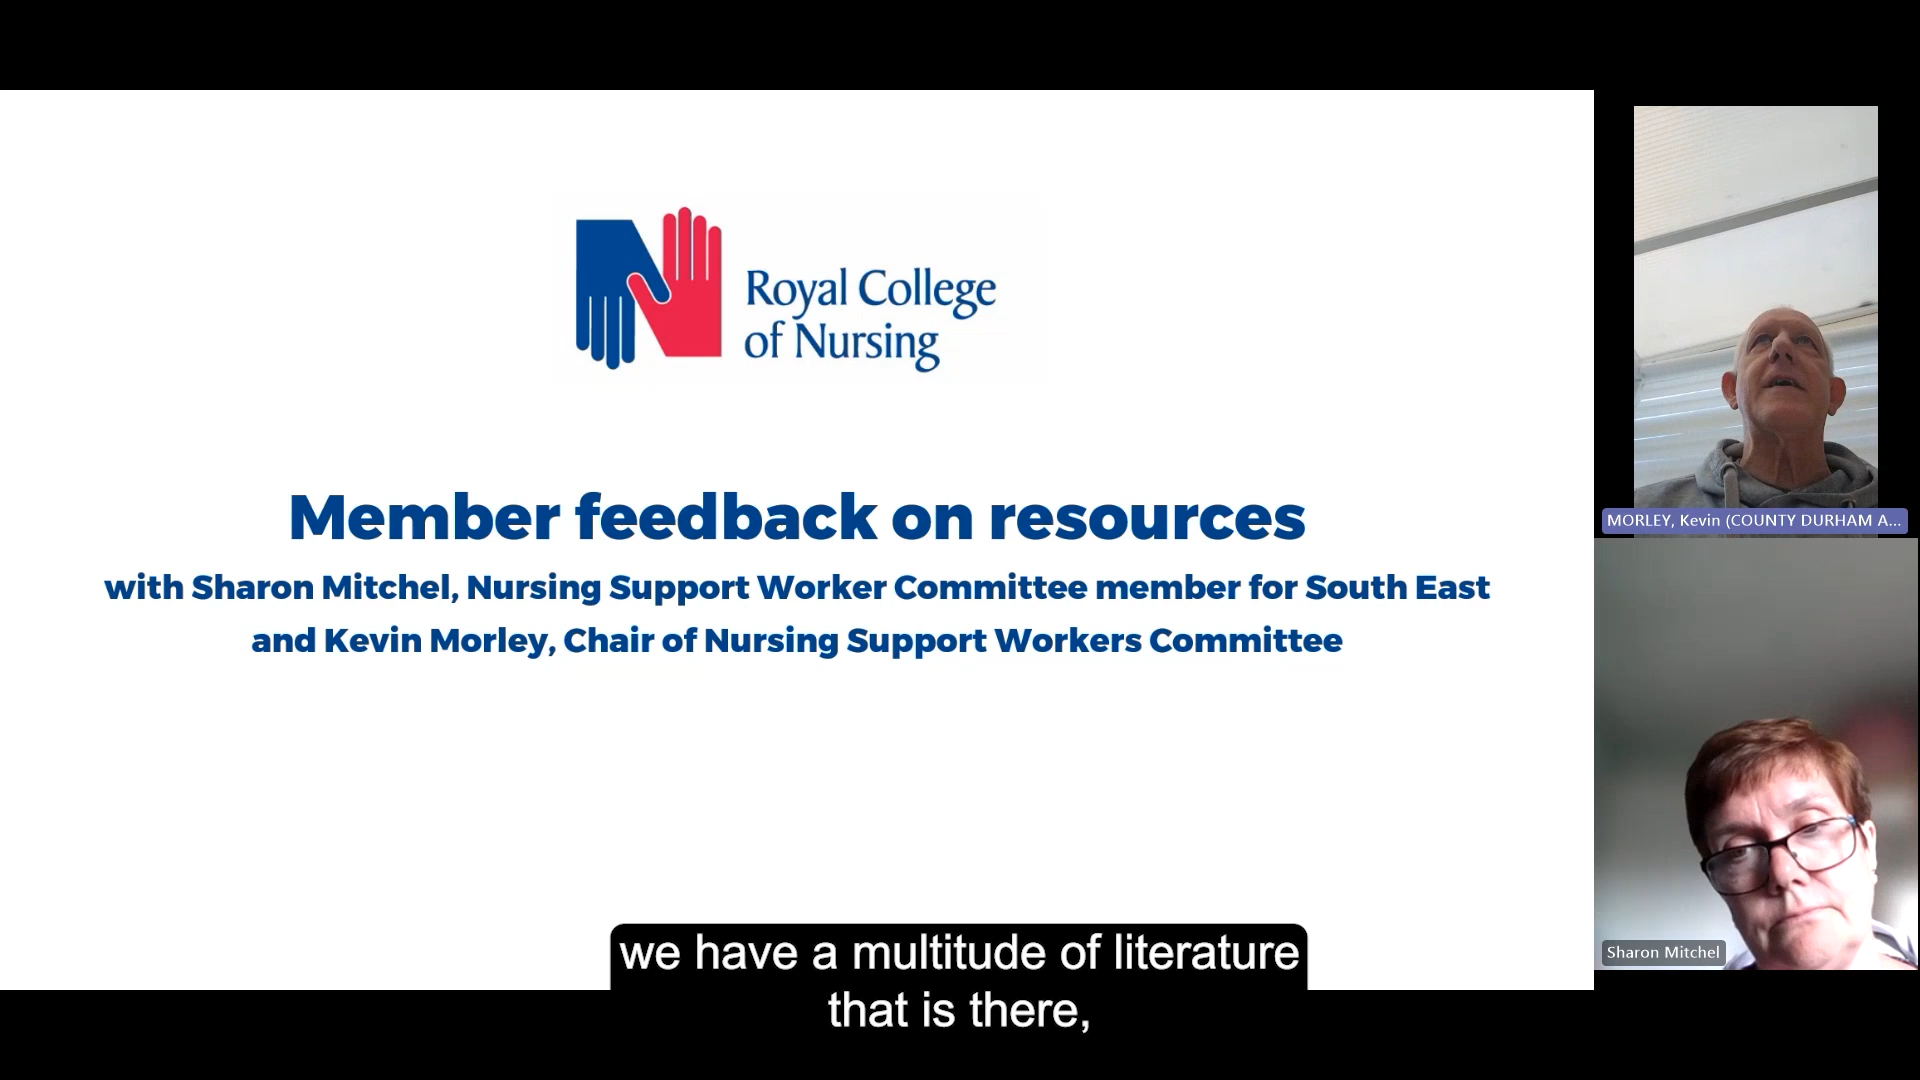 Royal College
of Nursing
Member feedback on resources
with Sharon Mitchel, Nursing Support Worker Committee member for South East
and Kevin Morley, Chair of Nursing Support Workers Committee
MORLEY, Kevin (COUNTY DURHAM A...
Sharon Mitchel
we have a multitude of literature
that is there,